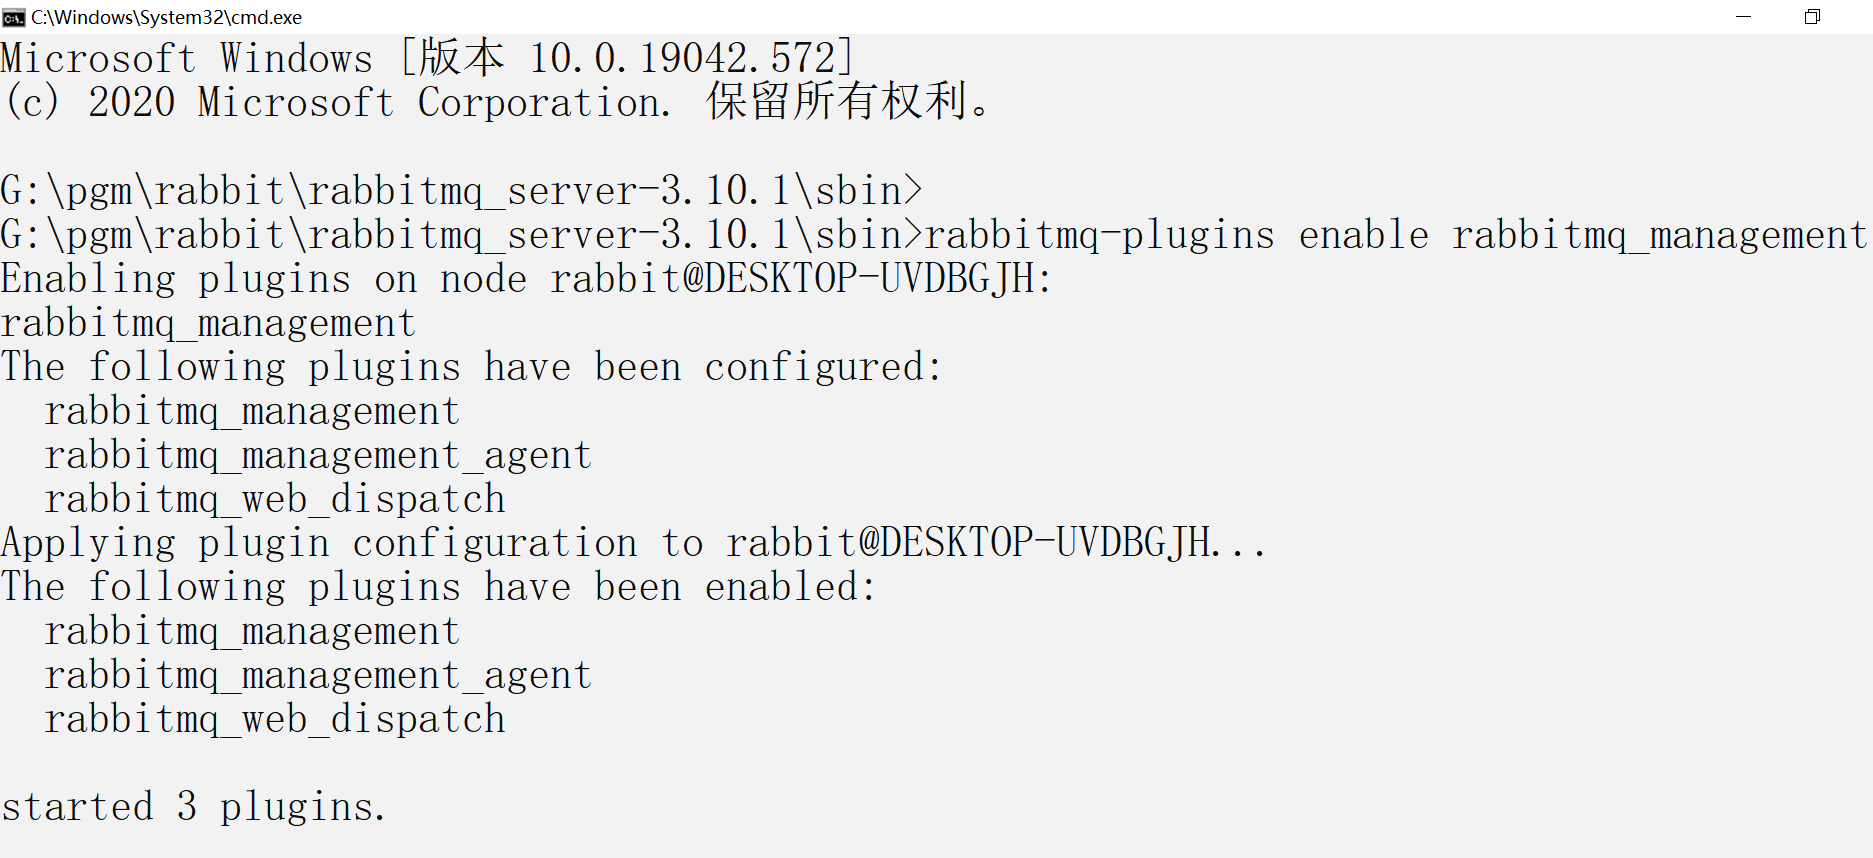 C:\Windows\System32\cmd.exe
Microsoft Windows [版本 10.0.19042.572]
(c) 2020 Microsoft Corporation. 保留所有权利。
G:\pgm\rabbit\rabbitmq_server-3.10.1\sbin>
G:\pgm\rabbit\rabbitmq_server-3.10.1\sbin>rabbitmq-plugins enable rabbitmq_management
Enabling plugins on node rabbit@DESKTOP-UVDBGJH:
rabbitmq_management
The following plugins have been configured:
  rabbitmq_management
  rabbitmq_management_agent
  rabbitmq_web_dispatch
Applying plugin configuration to rabbit@DESKTOP-UVDBGJH...
The following plugins have been enabled:
  rabbitmq_management
  rabbitmq_management_agent
  rabbitmq_web_dispatch
started 3 plugins.